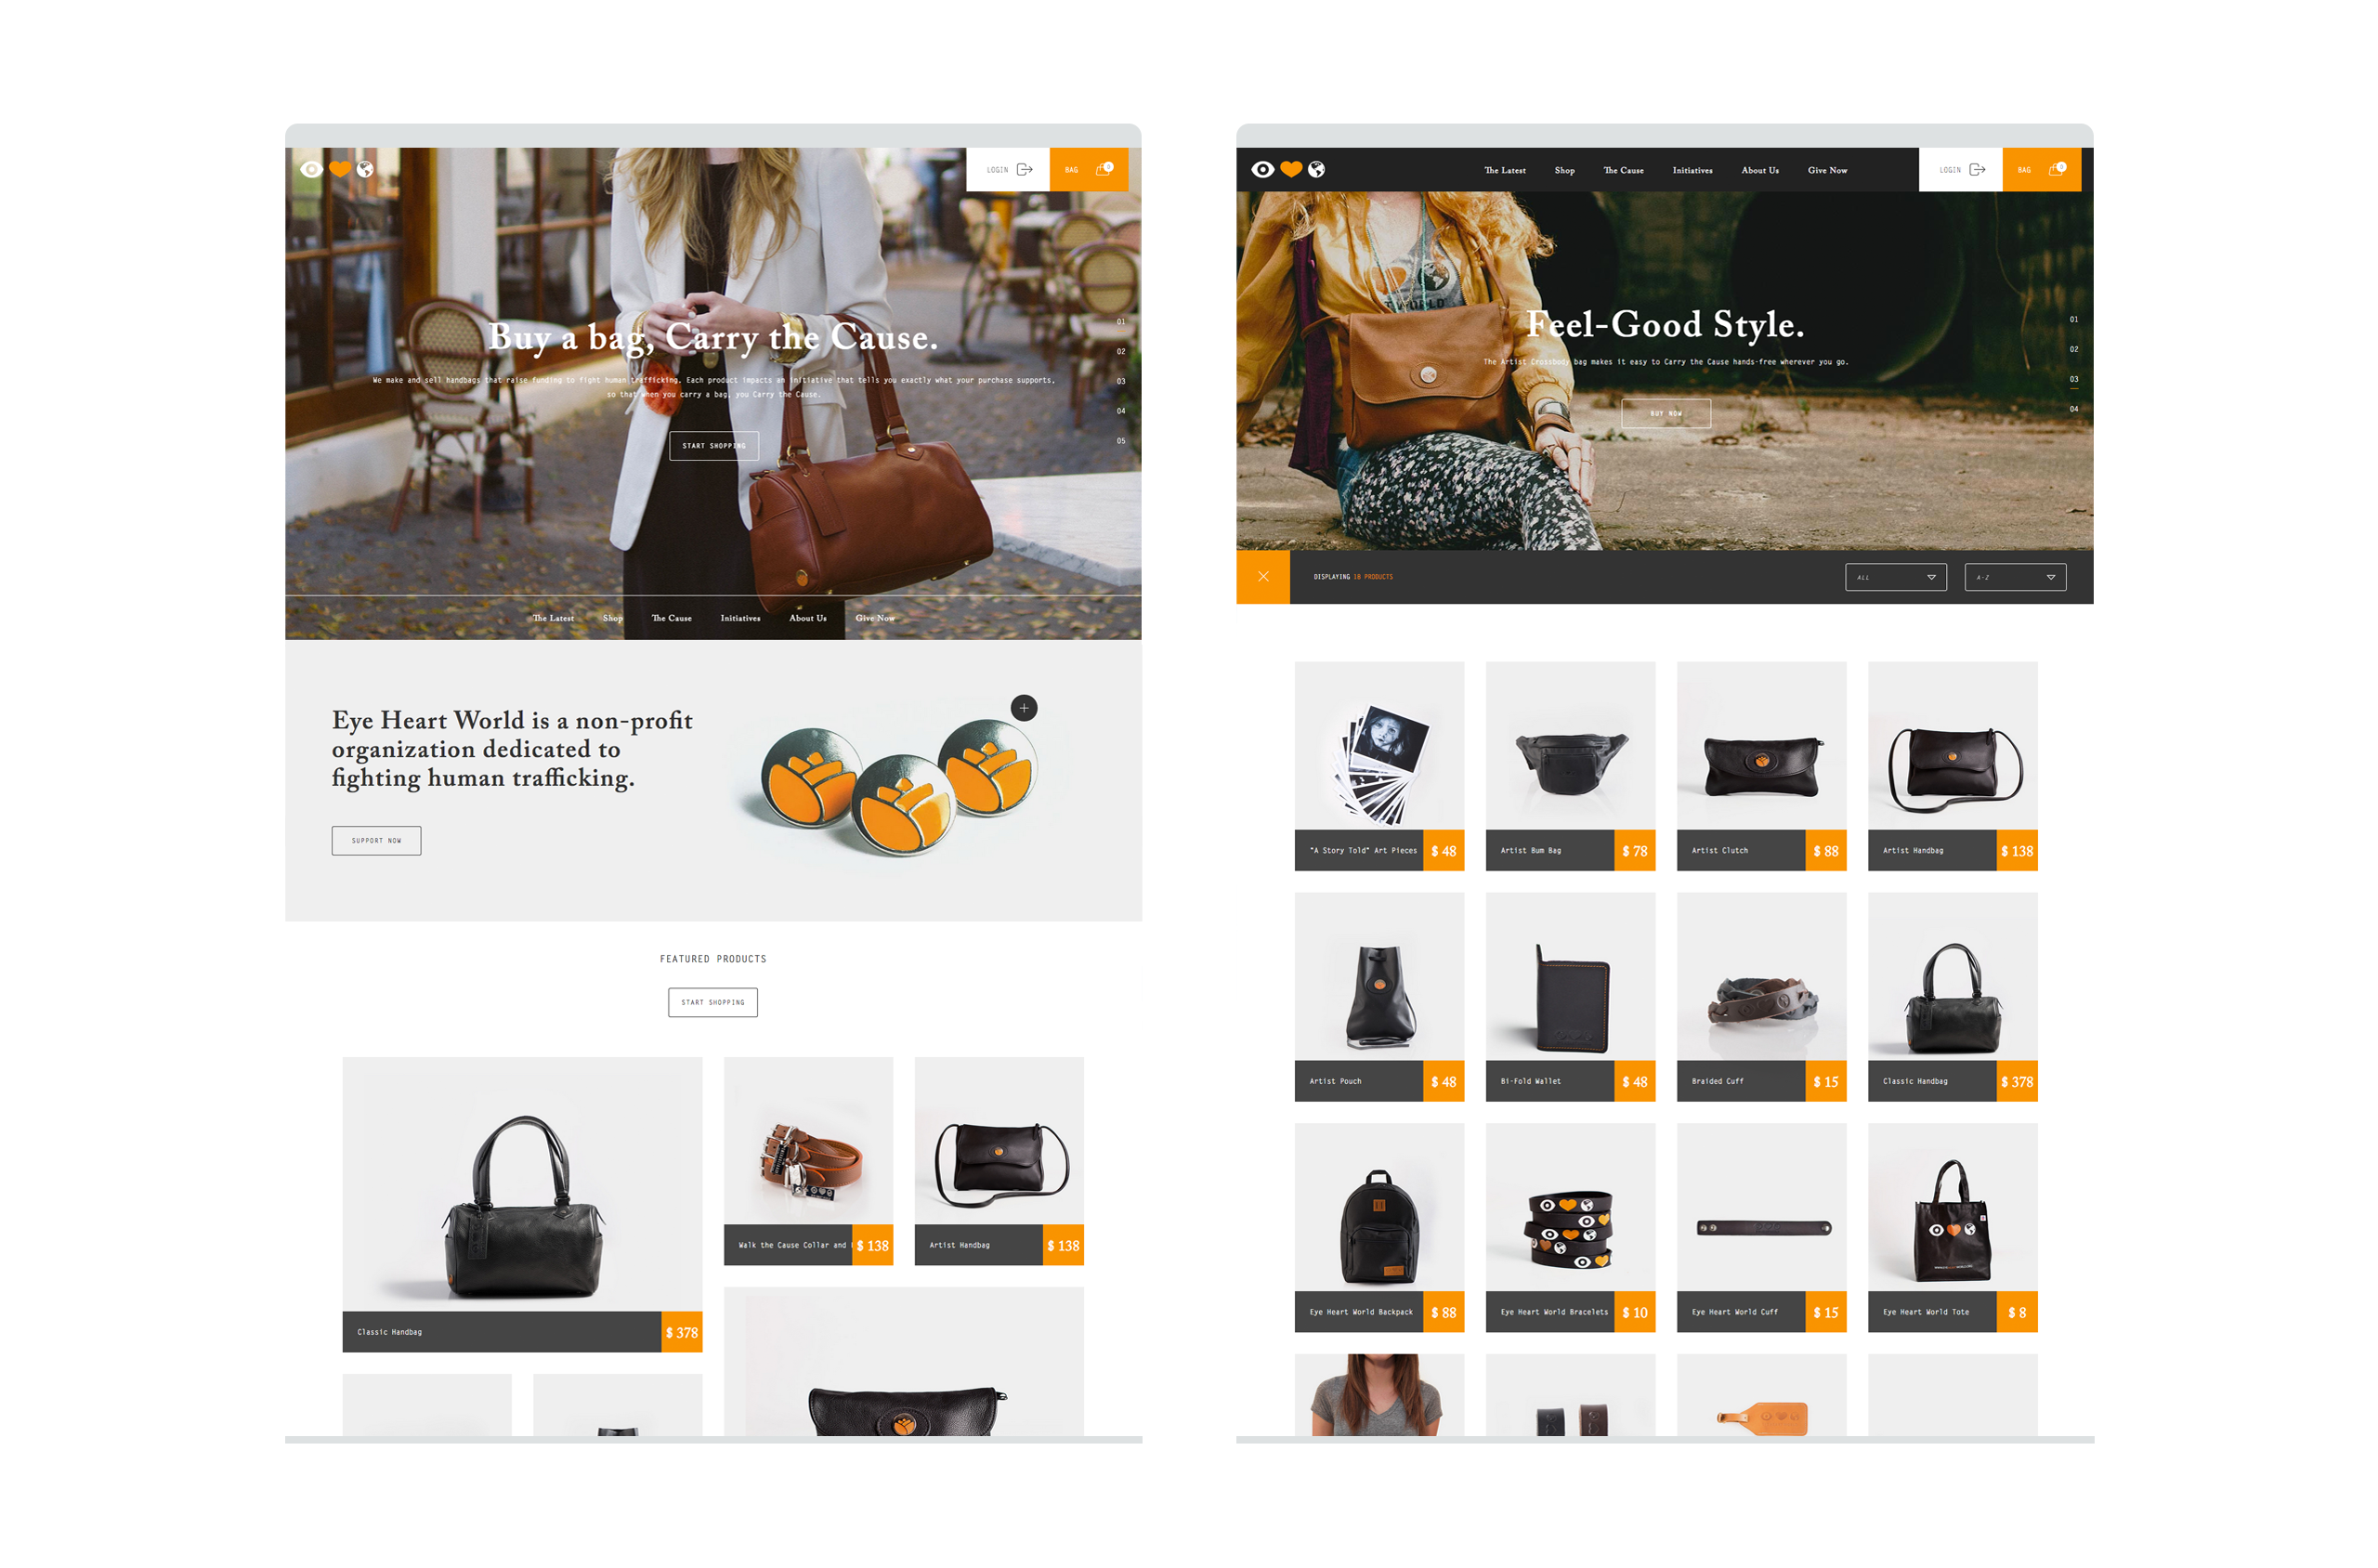 LOGIN
BAG
0
Buy a bag, Carry the Cause.
We make and sell handbags that raise funding to fight human trafficking. Each product impacts an initiative that tells you exactly what your purchase supports,
so that when you carry a bag, you Carry the Cause.
START SHOPPING
01
02
03
04
05
The Latest Shop The Cause Initiatives About Us Give Now
Eye Heart World is a non-profit
organization dedicated to
fighting human trafficking.
SUPPORT NOW
FEATURED PRODUCTS
START SHOPPING
Walk the Cause Collar and $ 138
Artist Handbag $ 138
Classic Handbag $ 378
The Latest Shop The Cause Initiatives About Us Give Now
LOGIN
BAG
0
Feel-Good Style.
The Artist Crossbody bag makes it easy to Carry the Cause hands-free wherever you go.
BUY NOW
01
02
03
04
DISPLAYING 18 PRODUCTS
ALL
A-Z
"A Story Told" Art Pieces $ 48
Artist Bum Bag $ 78
Artist Clutch $ 88
Artist Handbag $ 138
Artist Pouch $ 48
Bi-Fold Wallet $ 48
Braided Cuff $ 15
Classic Handbag $ 378
Eye Heart World Backpack $ 88
Eye Heart World Bracelets $ 10
Eye Heart World Cuff $ 15
Eye Heart World Tote $ 8